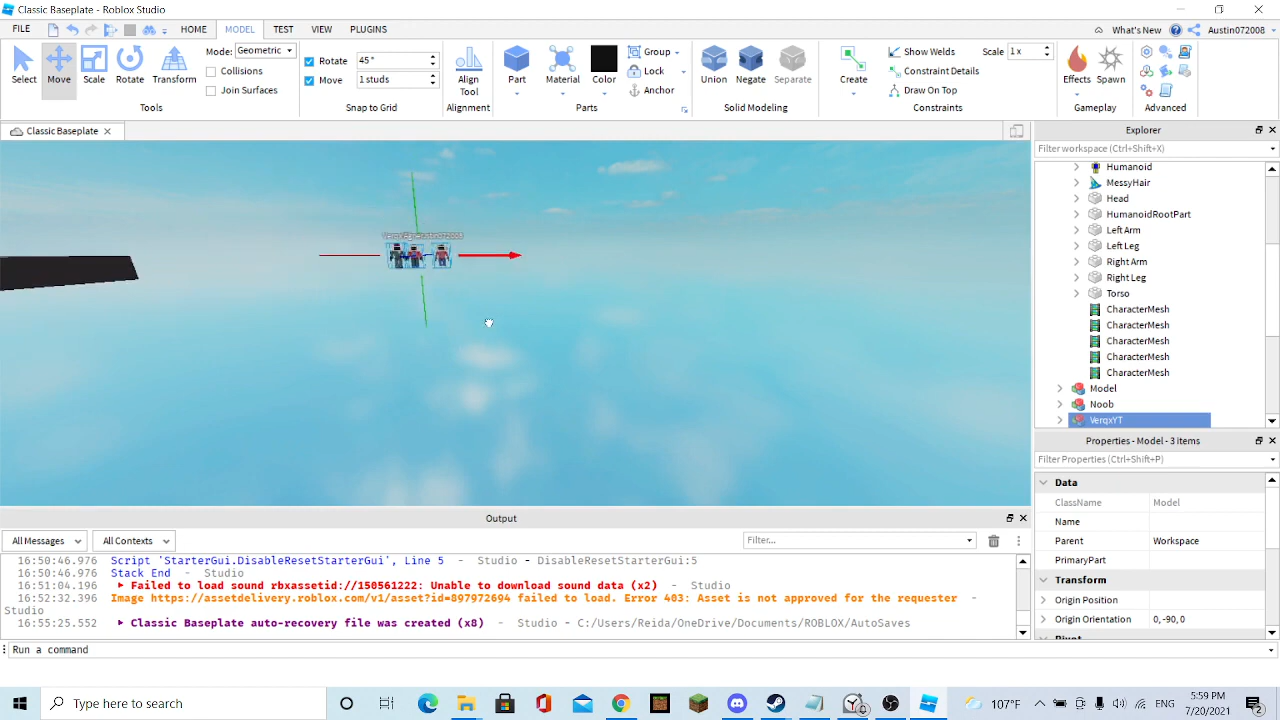 Classic Baseplate - Roblox Studio
FILE HOME MODEL TEST VIEW PLUGINS What's New Austin072008
Select Move Scale Rotate Transform
Mode: Geometric
Collisions
Join Surfaces
Tools
Rotate 45 °
Move 1 studs
Snap to Grid
Align Tool
Alignment
Part Material Color
Group
Lock
Anchor
Parts
Union Negate Separate
Solid Modeling
Create
Show Welds
Constraint Details
Draw On Top
Scale 1 x
Constraints
Effects Spawn
Gameplay
Advanced
Classic Baseplate
Explorer
Filter workspace (Ctrl+Shift+X)
Humanoid
MessyHair
Head
HumanoidRootPart
Left Arm
Left Leg
Right Arm
Right Leg
Torso
CharacterMesh
CharacterMesh
CharacterMesh
CharacterMesh
CharacterMesh
Model
Noob
VerqxYT
Properties - Model - 3 items
Filter Properties (Ctrl+Shift+P)
Data
ClassName Model
Name
Parent Workspace
PrimaryPart
Transform
Origin Position
Origin Orientation 0,-90,0
Pivot
Output
All Messages All Contexts Filter...
16:50:46.976 Script 'StarterGui.DisableResetStarterGui', Line 5 - Studio - DisableResetStarterGui:5
16:50:46.976 Stack End - Studio
16:51:04.196 Failed to load sound rbxassetid://150561222: Unable to download sound data (x2) - Studio
16:52:32.396 Image https://assetdelivery.roblox.com/v1/asset?id=897972694 failed to load. Error 403: Asset is not approved for the requester -
Studio
16:55:25.552 Classic Baseplate auto-recovery file was created (x8) - Studio - C:/Users/Reida/OneDrive/Documents/ROBLOX/AutoSaves
Run a command
Type here to search
107°F
ENG
5:59 PM
7/20/2021
2